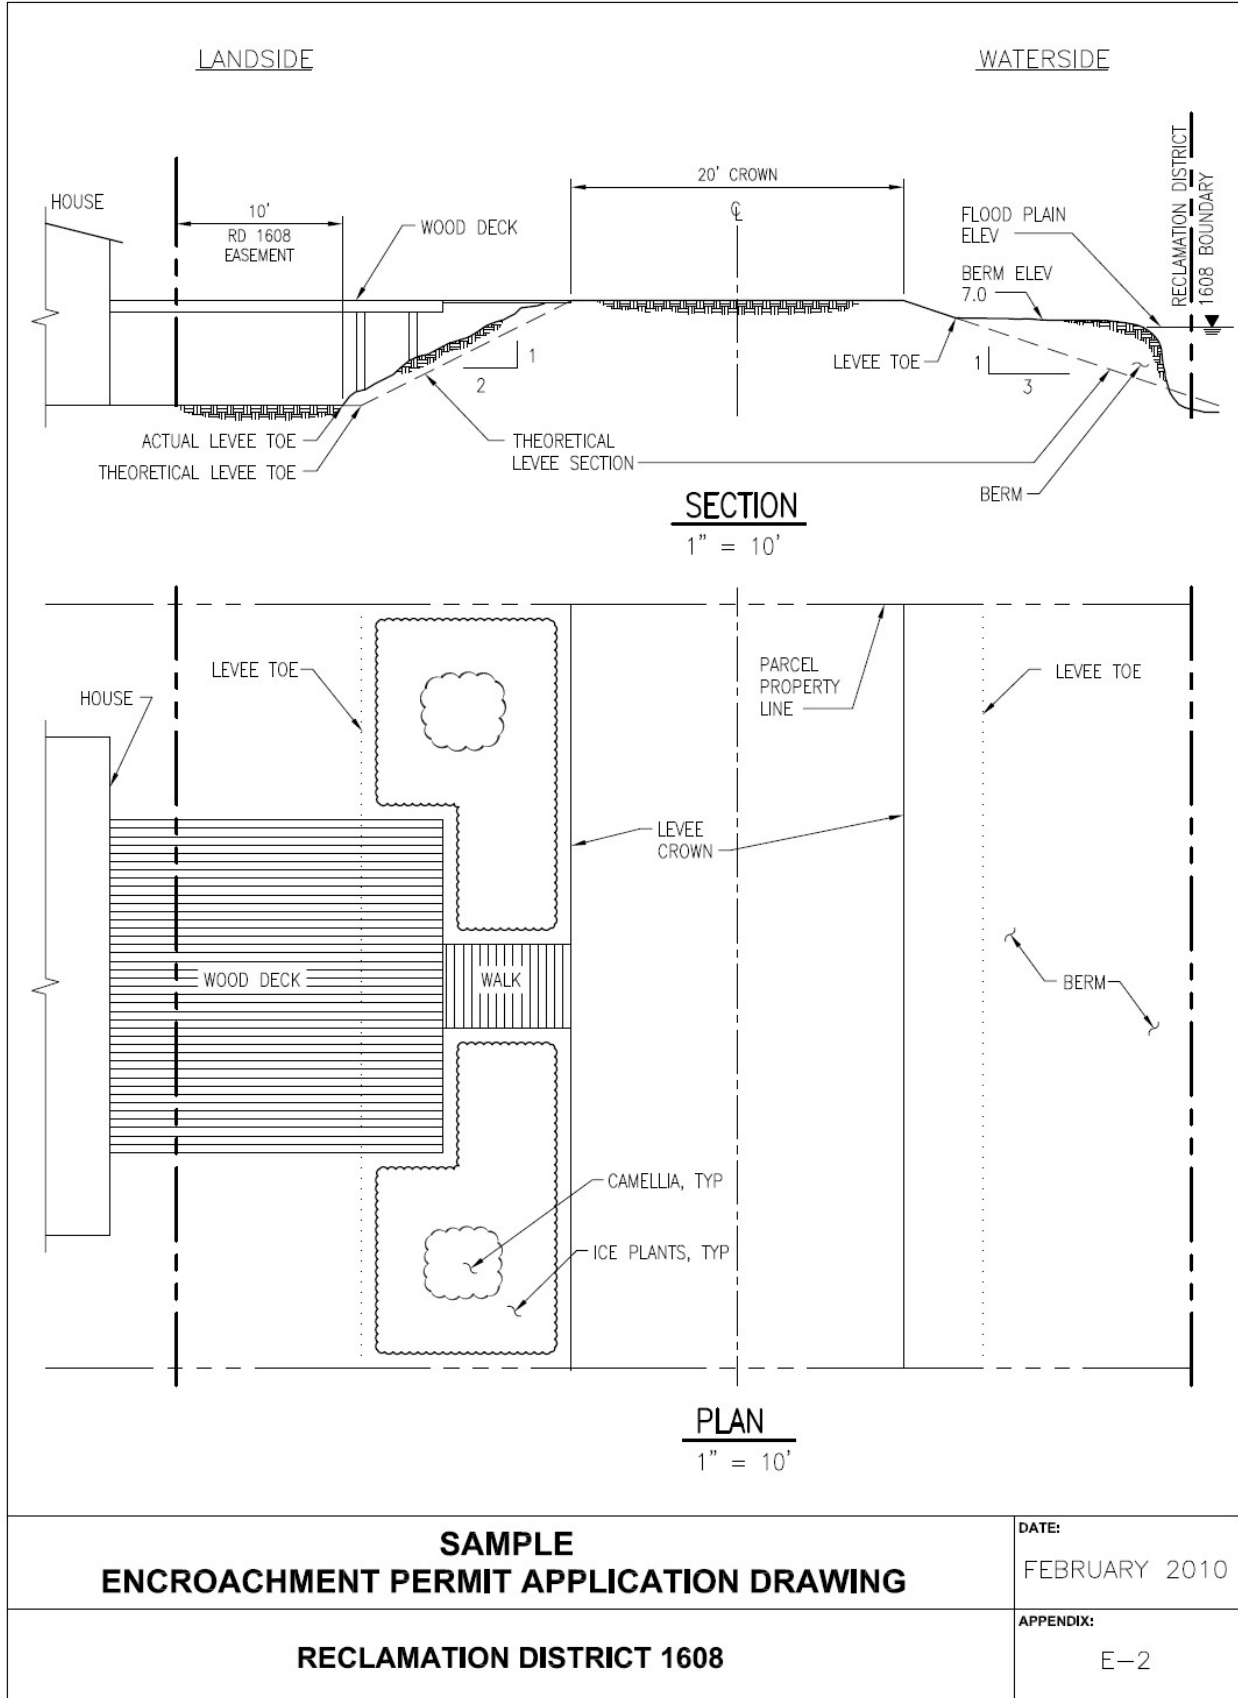 LANDSIDE
WATERSIDE
RECLAMATION DISTRICT
1608 BOUNDARY
20' CROWN
HOUSE
10'
RD 1608
EASEMENT
WOOD DECK
℄
FLOOD PLAIN
ELEV
BERM ELEV
7.0
1
2
LEVEE TOE
1
3
ACTUAL LEVEE TOE
THEORETICAL LEVEE TOE
THEORETICAL
LEVEE SECTION
BERM
SECTION
1" = 10'
LEVEE TOE
HOUSE
PARCEL
PROPERTY
LINE
LEVEE TOE
LEVEE
CROWN
WOOD DECK
WALK
BERM
CAMELLIA, TYP
ICE PLANTS, TYP
PLAN
1" = 10'
SAMPLE
ENCROACHMENT PERMIT APPLICATION DRAWING
DATE:
FEBRUARY 2010
RECLAMATION DISTRICT 1608
APPENDIX:
E-2